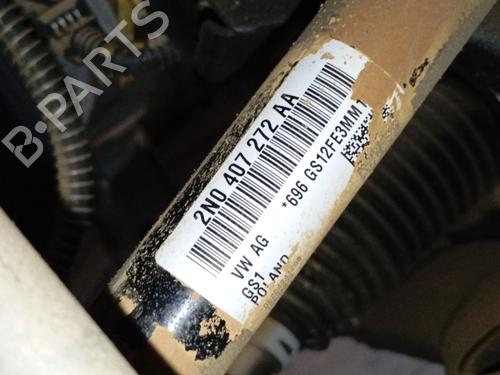 B-PARTS
2N0 407 272 AA
*696 GS12FE3MM1
VW AG
GS1
POLAND